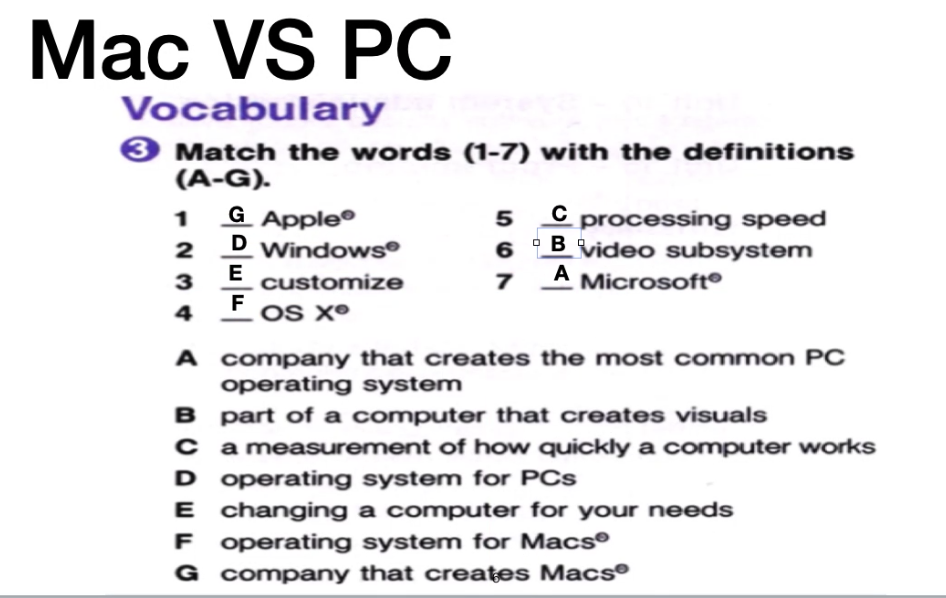 Mac VS PC
Vocabulary
3 Match the words (1-7) with the definitions
(A-G).
1 G Apple®
2 D Windows®
3 E customize
4 F OS X®
5 C processing speed
6 B video subsystem
7 A Microsoft®
A company that creates the most common PC
operating system
B part of a computer that creates visuals
C a measurement of how quickly a computer works
D operating system for PCs
E changing a computer for your needs
F operating system for Macs®
G company that creates Macs®
6